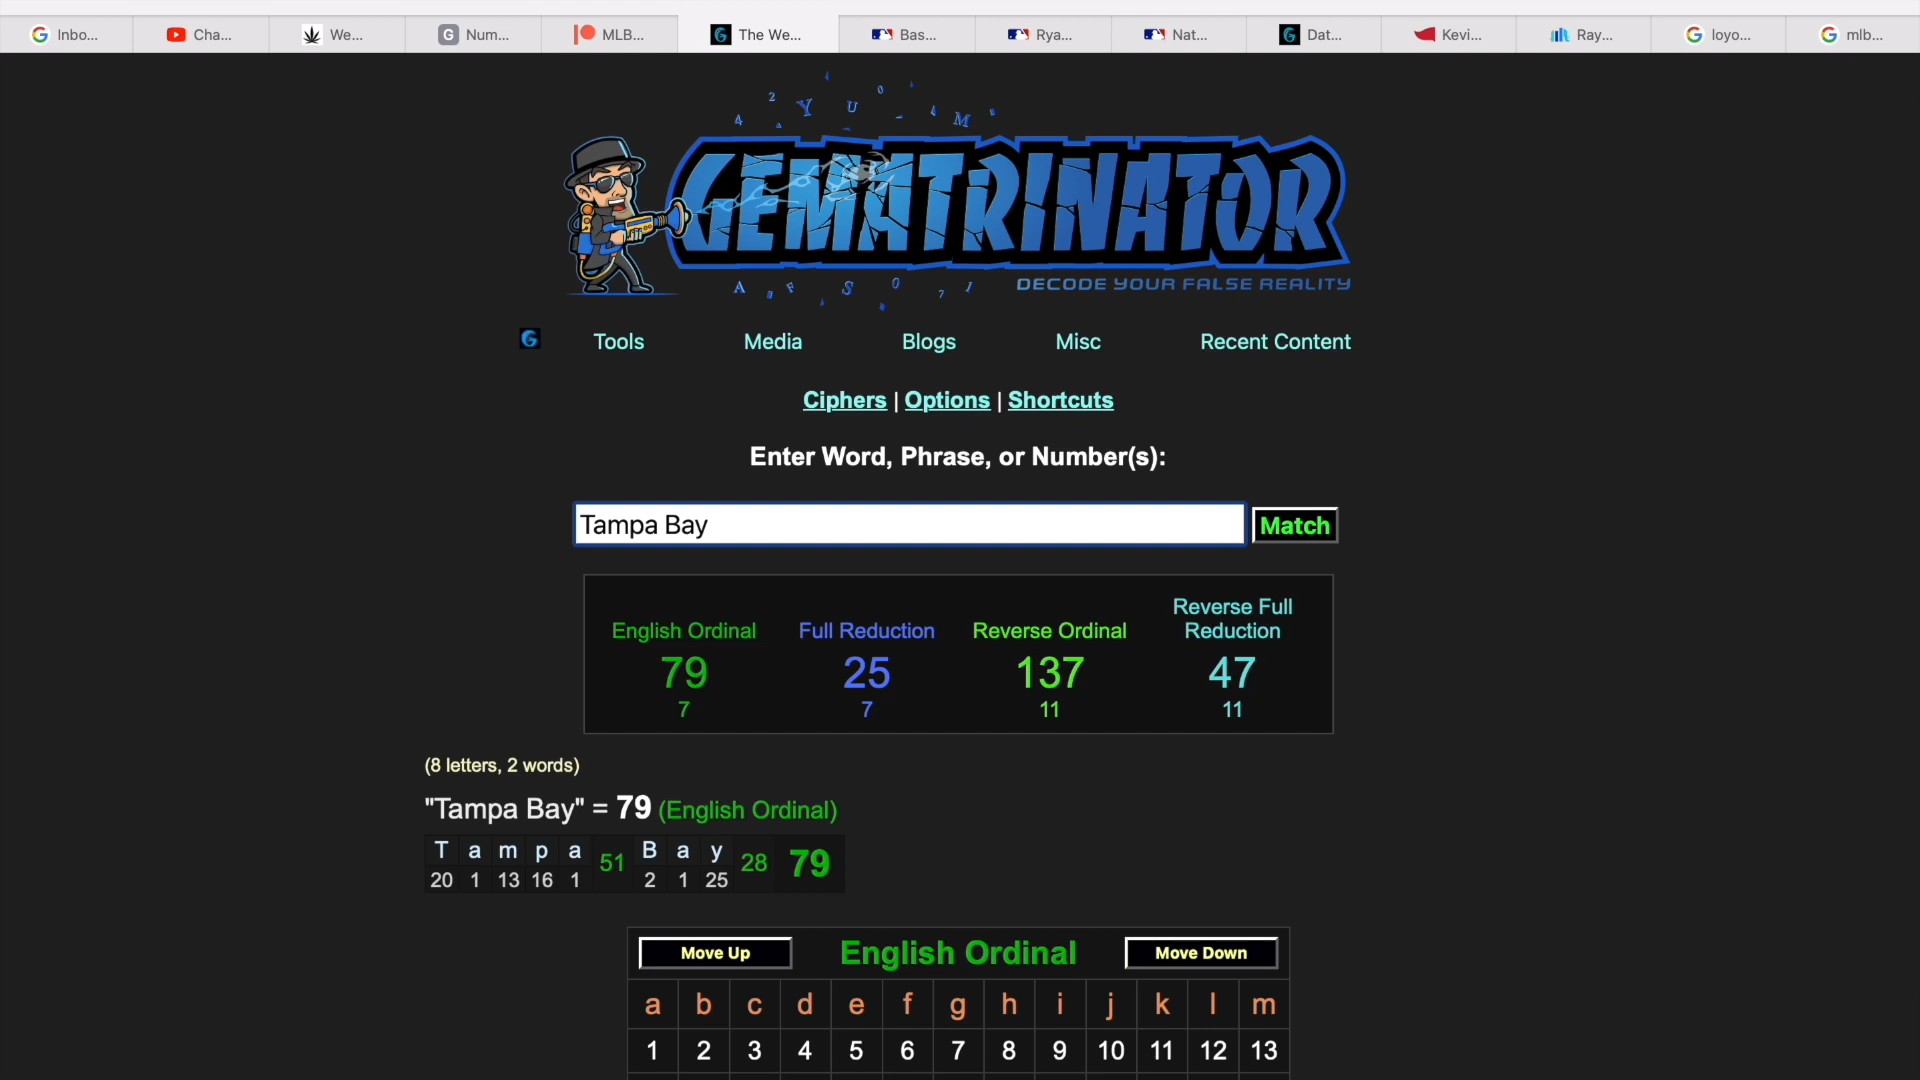 Inbo...
Cha...
We...
Num...
MLB...
The We...
Bas...
Rya...
Nat...
Dat...
Kevi...
Ray...
loyo...
mlb...
GEMATRINATOR
DECODE YOUR FALSE REALITY
Tools Media Blogs Misc Recent Content
Ciphers | Options | Shortcuts
Enter Word, Phrase, or Number(s):
Tampa Bay Match
English Ordinal Full Reduction Reverse Ordinal Reverse Full Reduction
79 25 137 47
7 7 11 11
(8 letters, 2 words)
"Tampa Bay" = 79 (English Ordinal)
T a m p a 51 B a y 28 79
20 1 13 16 1 2 1 25
Move Up English Ordinal Move Down
a b c d e f g h i j k l m
1 2 3 4 5 6 7 8 9 10 11 12 13